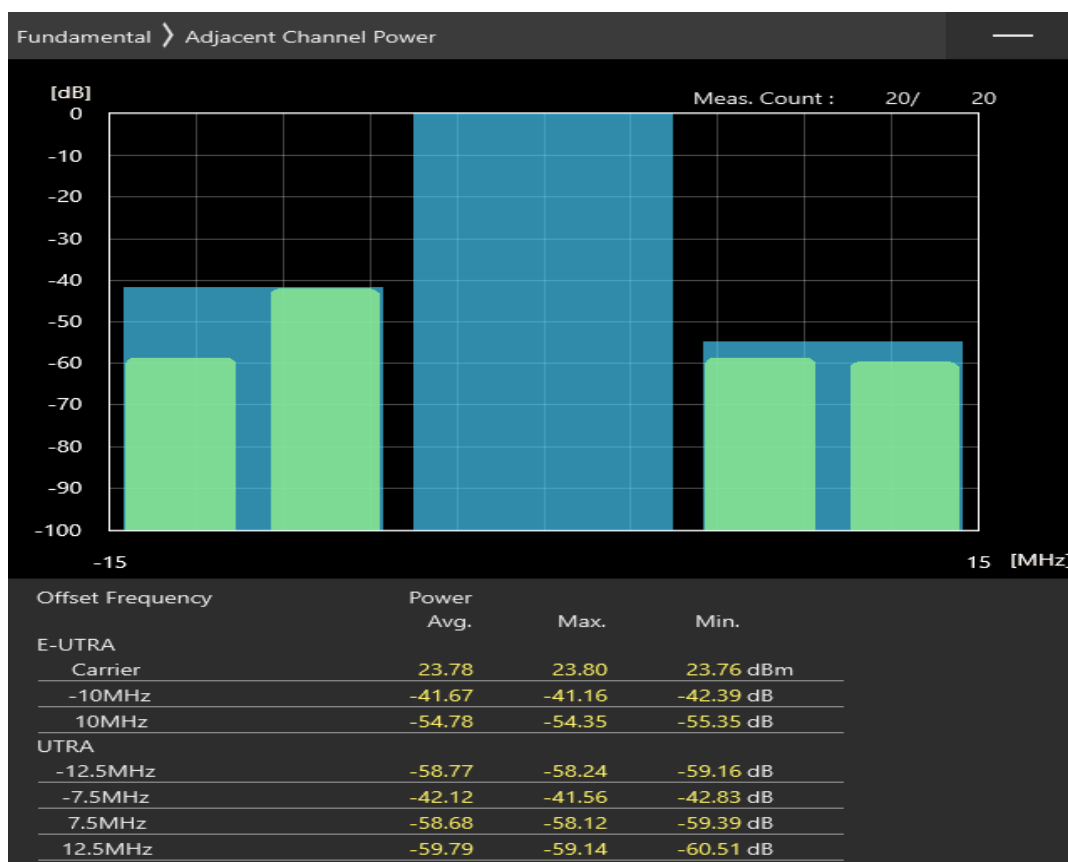 Fundamental ❯ Adjacent Channel Power
[dB]
Meas. Count : 20/ 20
0
-10
-20
-30
-40
-50
-60
-70
-80
-90
-100
-15 15 [MHz]
Offset Frequency Power
Avg. Max. Min.
E-UTRA
Carrier 23.78 23.80 23.76 dBm
-10MHz -41.67 -41.16 -42.39 dB
10MHz -54.78 -54.35 -55.35 dB
UTRA
-12.5MHz -58.77 -58.24 -59.16 dB
-7.5MHz -42.12 -41.56 -42.83 dB
7.5MHz -58.68 -58.12 -59.39 dB
12.5MHz -59.79 -59.14 -60.51 dB